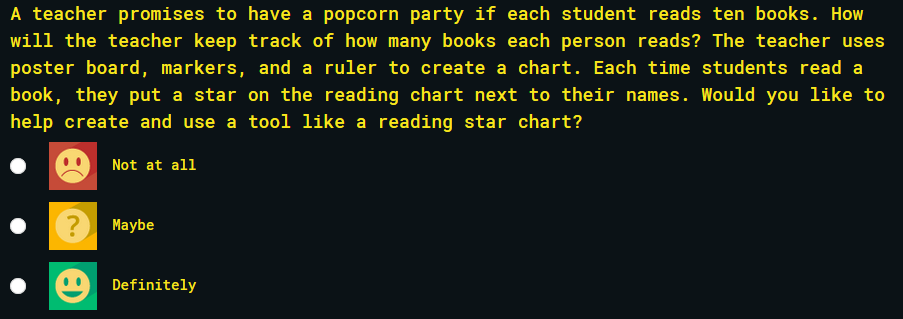 A teacher promises to have a popcorn party if each student reads ten books. How
will the teacher keep track of how many books each person reads? The teacher uses
poster board, markers, and a ruler to create a chart. Each time students read a
book, they put a star on the reading chart next to their names. Would you like to
help create and use a tool like a reading star chart?
Not at all
?
Maybe
Definitely